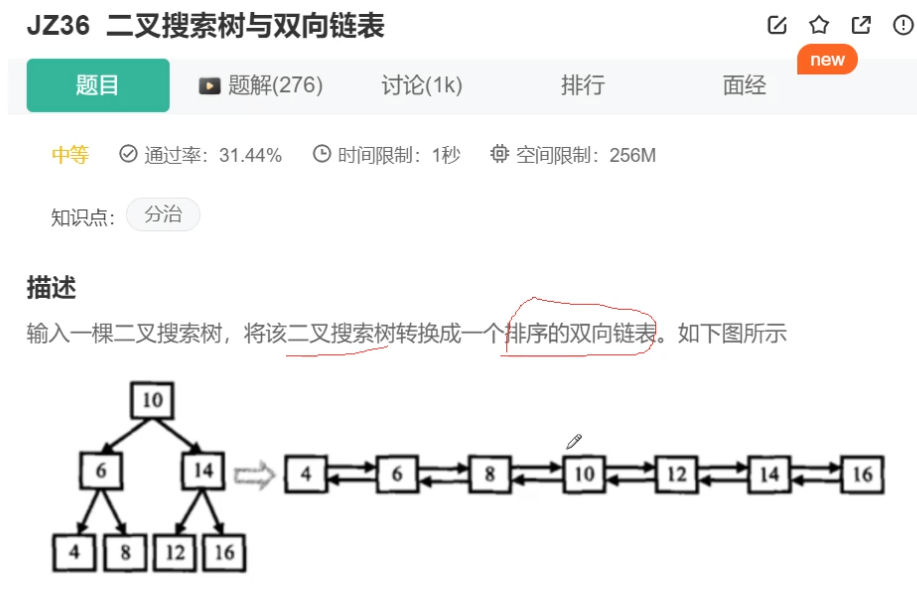 JZ36 二叉搜索树与双向链表
new
题目 题解(276) 讨论(1k) 排行 面经
中等 通过率：31.44% 时间限制：1秒 空间限制：256M
知识点： 分治
描述
输入一棵二叉搜索树，将该二叉搜索树转换成一个排序的双向链表。如下图所示
10
6 14 4 6 8 10 12 14 16
4 8 12 16